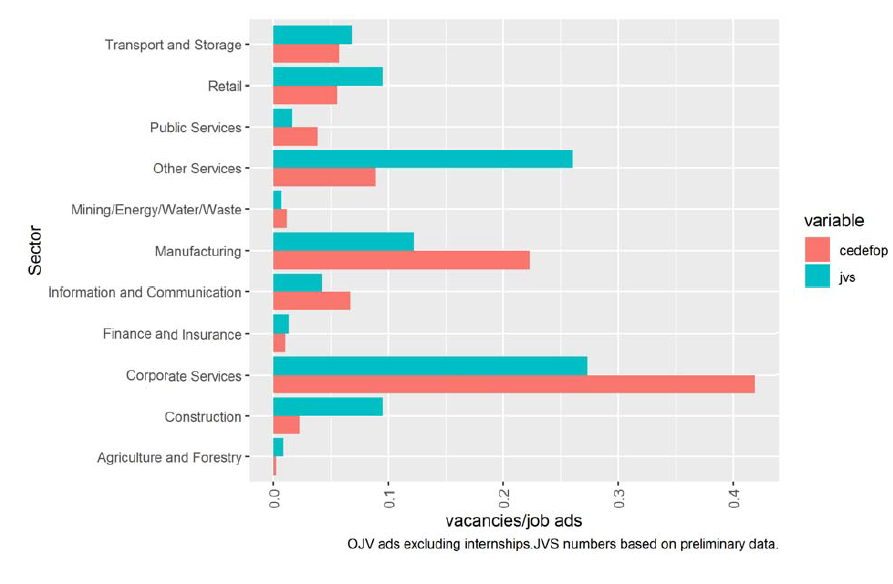 Transport and Storage
Retail
Public Services
Other Services
Mining/Energy/Water/Waste
Manufacturing
Information and Communication
Finance and Insurance
Corporate Services
Construction
Agriculture and Forestry
Sector
0.0
0.1
0.2
0.3
0.4
vacancies/job ads
OJV ads excluding internships.JVS numbers based on preliminary data.
variable
cedefop
jvs